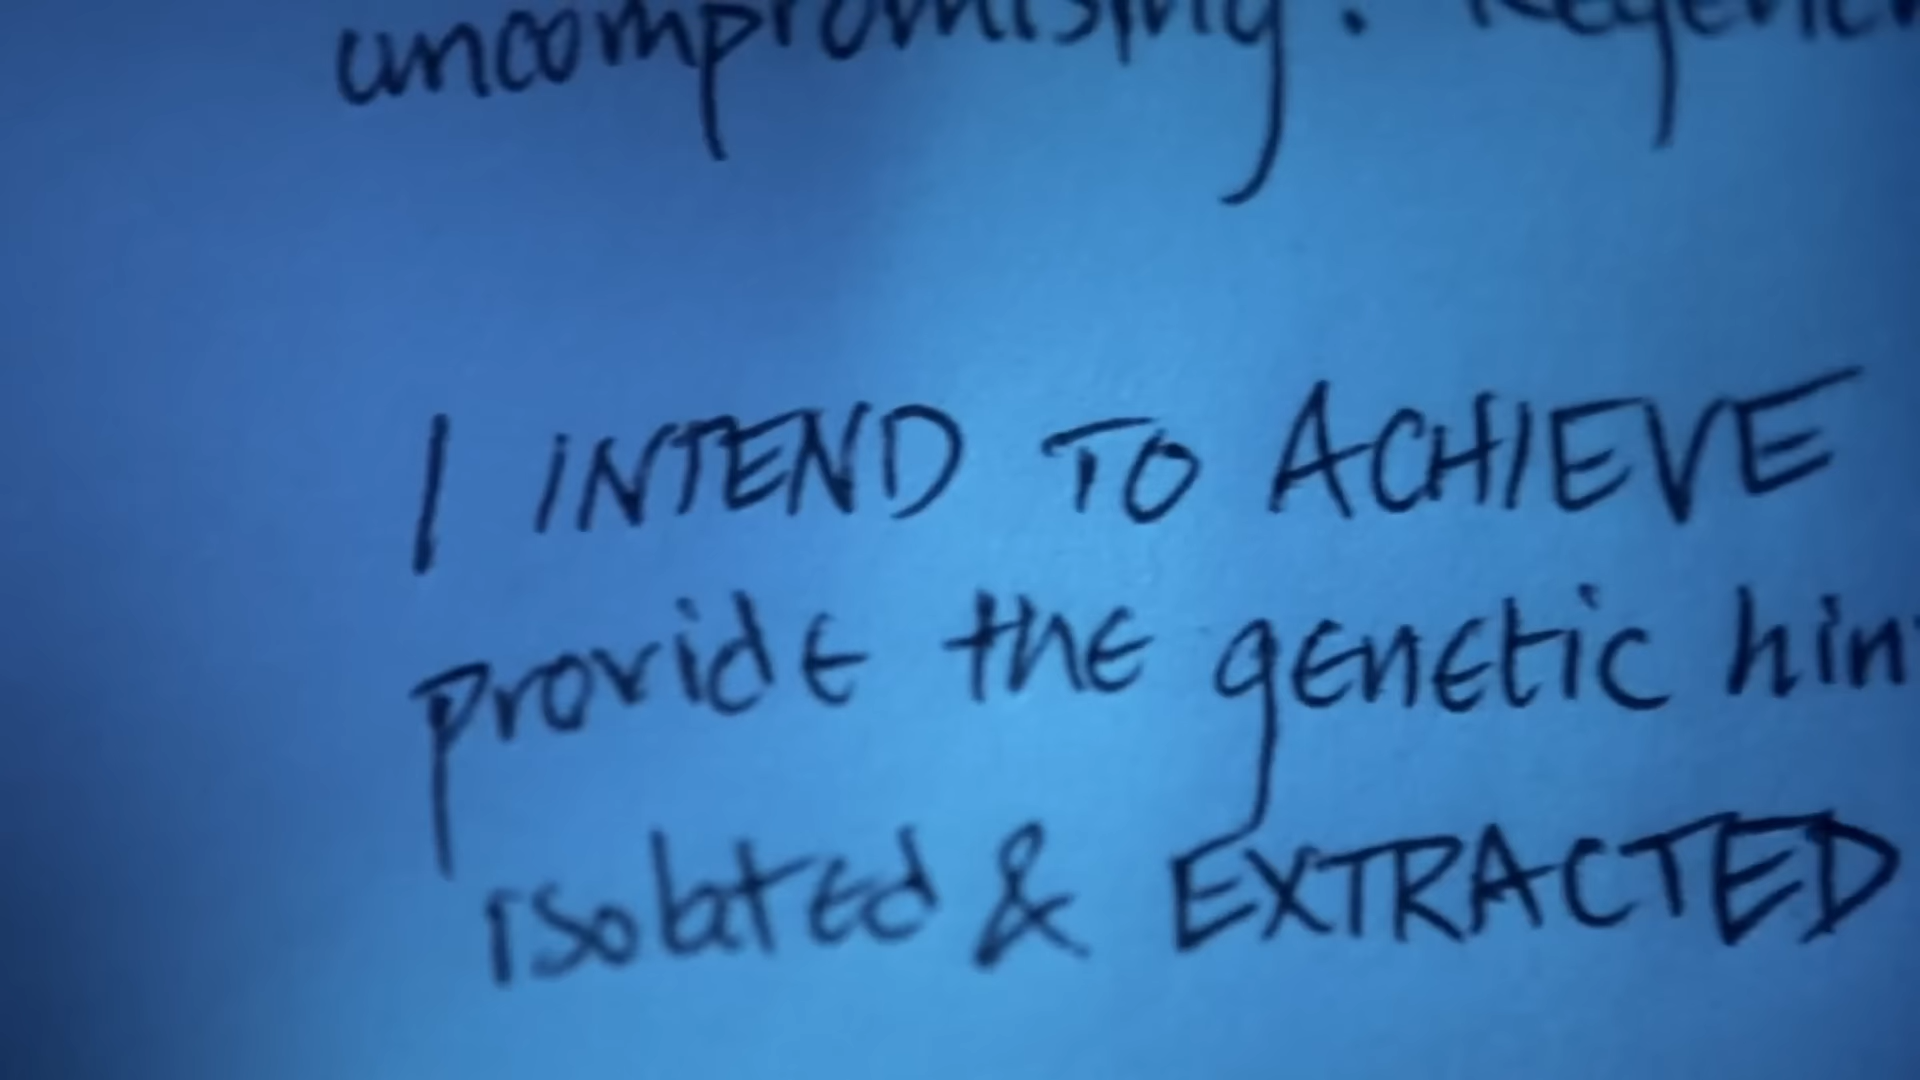 uncompromising.
I INTEND TO ACHIEVE
provide the genetic
isolated & EXTRACTED